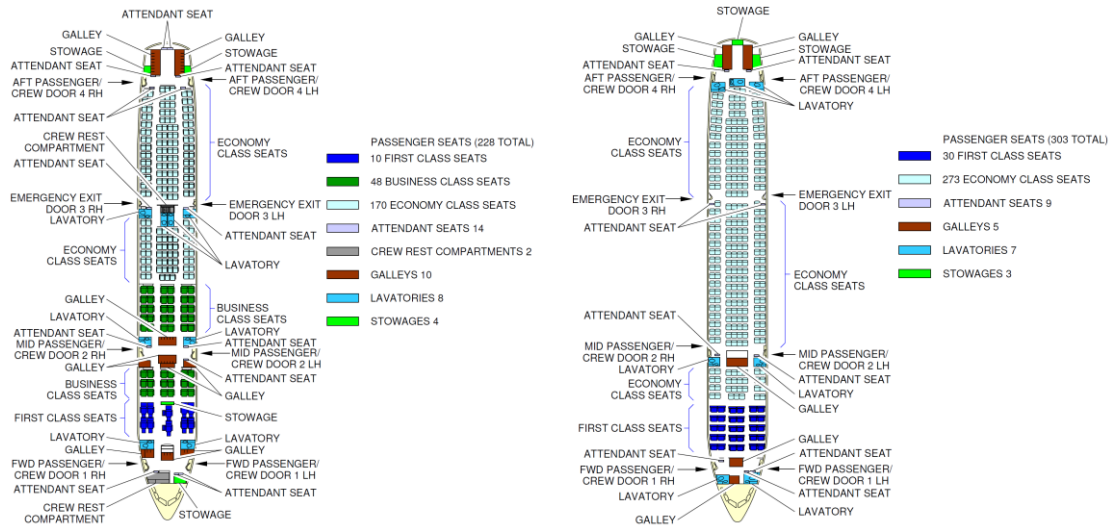 ATTENDANT SEAT
GALLEY
GALLEY
STOWAGE
STOWAGE
ATTENDANT SEAT
ATTENDANT SEAT
AFT PASSENGER/
CREW DOOR 4 RH
AFT PASSENGER/
CREW DOOR 4 LH
ATTENDANT SEAT
CREW REST
COMPARTMENT
ECONOMY
CLASS SEATS
ATTENDANT SEAT
EMERGENCY EXIT
DOOR 3 RH
EMERGENCY EXIT
DOOR 3 LH
LAVATORY
ATTENDANT SEAT
ECONOMY
CLASS SEATS
LAVATORY
BUSINESS
CLASS SEATS
GALLEY
LAVATORY
LAVATORY
ATTENDANT SEAT
ATTENDANT SEAT
MID PASSENGER/
CREW DOOR 2 RH
MID PASSENGER/
CREW DOOR 2 LH
GALLEY
ATTENDANT SEAT
BUSINESS
CLASS SEATS
GALLEY
FIRST CLASS SEATS
STOWAGE
LAVATORY
LAVATORY
GALLEY
GALLEY
FWD PASSENGER/
CREW DOOR 1 RH
FWD PASSENGER/
CREW DOOR 1 LH
ATTENDANT SEAT
ATTENDANT SEAT
CREW REST
COMPARTMENT
STOWAGE
PASSENGER SEATS (228 TOTAL)
10 FIRST CLASS SEATS
48 BUSINESS CLASS SEATS
170 ECONOMY CLASS SEATS
ATTENDANT SEATS 14
CREW REST COMPARTMENTS 2
GALLEYS 10
LAVATORIES 8
STOWAGES 4
STOWAGE
GALLEY
GALLEY
STOWAGE
STOWAGE
ATTENDANT SEAT
ATTENDANT SEAT
AFT PASSENGER/
CREW DOOR 4 RH
AFT PASSENGER/
CREW DOOR 4 LH
LAVATORY
ECONOMY
CLASS SEATS
EMERGENCY EXIT
DOOR 3 RH
EMERGENCY EXIT
DOOR 3 LH
ATTENDANT SEAT
ECONOMY
CLASS SEATS
ATTENDANT SEAT
MID PASSENGER/
CREW DOOR 2 RH
MID PASSENGER/
CREW DOOR 2 LH
LAVATORY
ATTENDANT SEAT
ECONOMY
CLASS SEATS
LAVATORY
GALLEY
FIRST CLASS SEATS
GALLEY
ATTENDANT SEAT
ATTENDANT SEAT
FWD PASSENGER/
CREW DOOR 1 RH
FWD PASSENGER/
CREW DOOR 1 LH
LAVATORY
ATTENDANT SEAT
LAVATORY
GALLEY
PASSENGER SEATS (303 TOTAL)
30 FIRST CLASS SEATS
273 ECONOMY CLASS SEATS
ATTENDANT SEATS 9
GALLEYS 5
LAVATORIES 7
STOWAGES 3